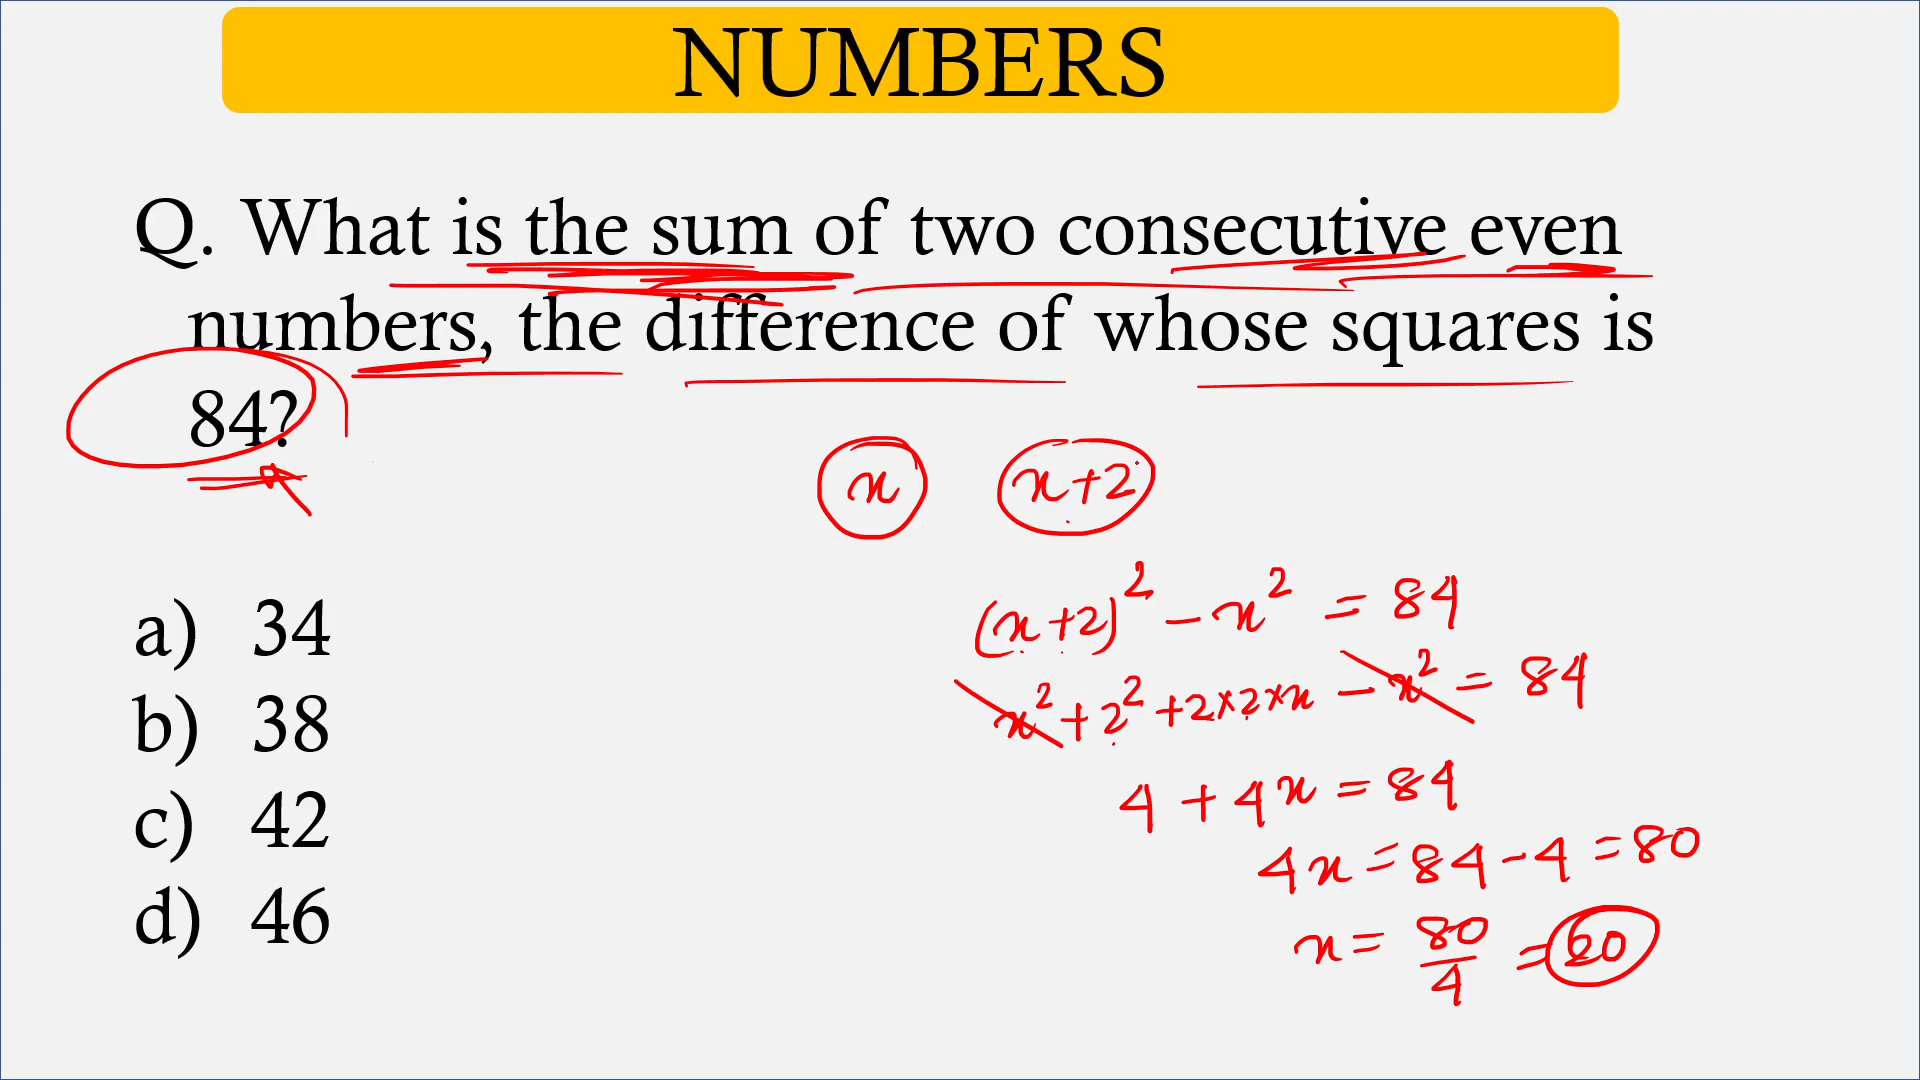 NUMBERS
Q. What is the sum of two consecutive even
numbers, the difference of whose squares is
84?
x x+2
a) 34
b) 38
c) 42
d) 46
(x+2)² - x² = 84
x² + 2² + 2×2×x - x² = 84
4 + 4x = 84
4x = 84 - 4 = 80
x = 80/4 = 20